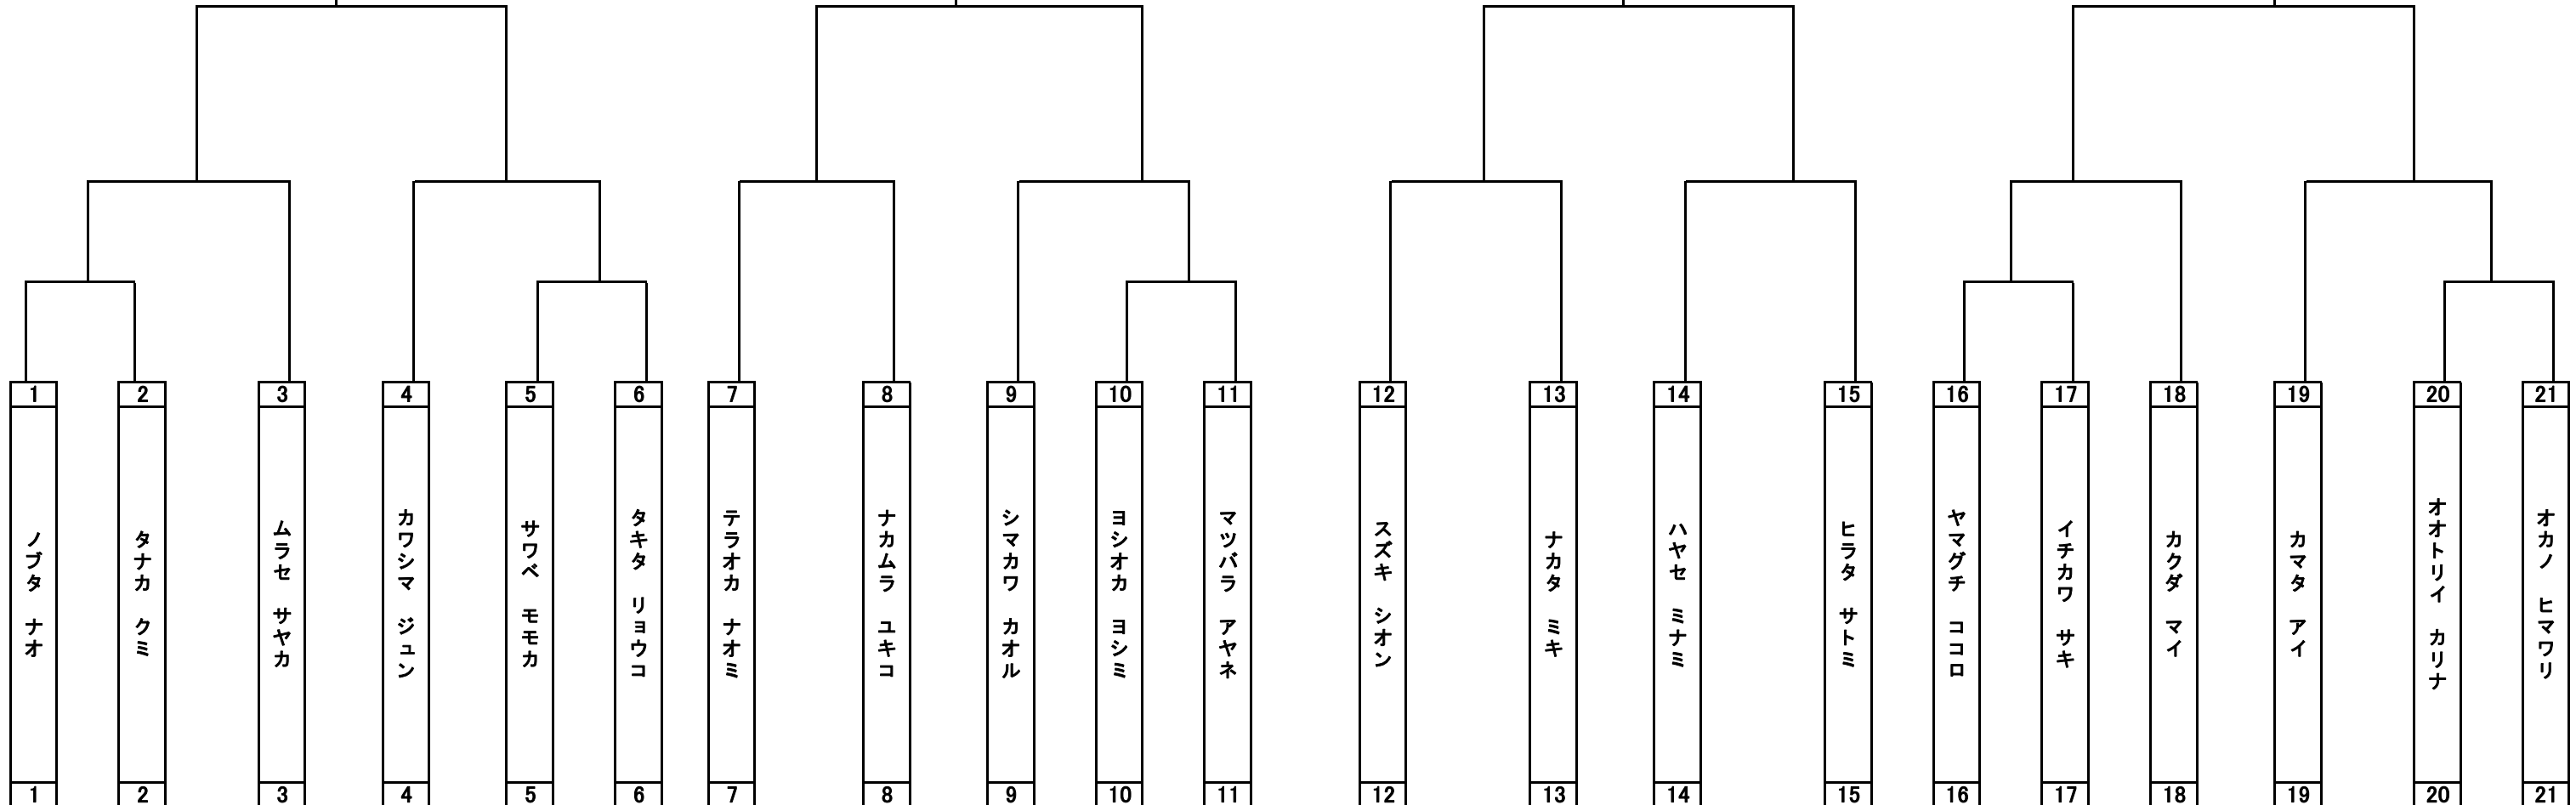 1
2
3
4
5
6
7
8
9
10
11
12
13
14
15
16
17
18
19
20
21
ノブタ ナオ
タナカ クミ
ムラセ サヤカ
カワシマ ジュン
サワベ モモカ
タキタ リョウコ
テラオカ ナオミ
ナカムラ ユキコ
シマカワ カオル
ヨシオカ ヨシミ
マツバラ アヤネ
スズキ シオン
ナカタ ミキ
ハヤセ ミナミ
ヒラタ サトミ
ヤマグチ ココロ
イチカワ サキ
カクダ マイ
カマタ アイ
オオトリイ カリナ
オカノ ヒマワリ
1
2
3
4
5
6
7
8
9
10
11
12
13
14
15
16
17
18
19
20
21